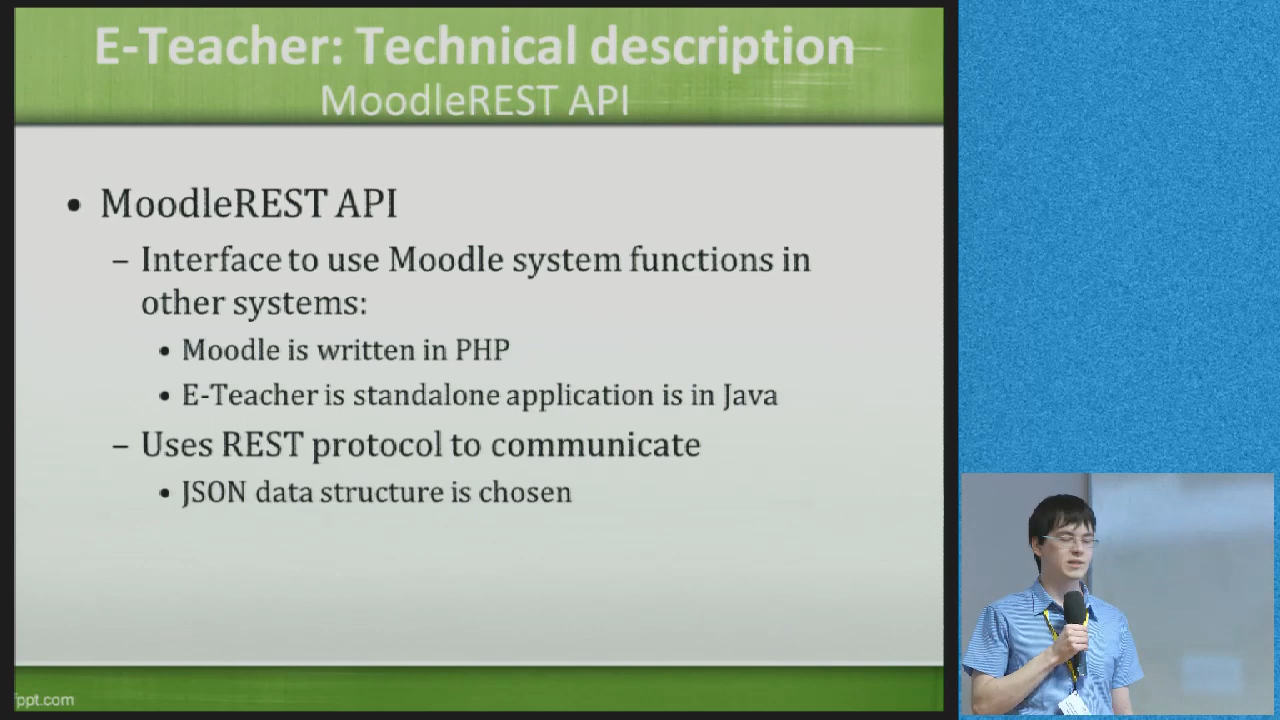 E-Teacher: Technical description
MoodleREST API
• MoodleREST API
– Interface to use Moodle system functions in
other systems:
• Moodle is written in PHP
• E-Teacher is standalone application is in Java
– Uses REST protocol to communicate
• JSON data structure is chosen
fppt.com